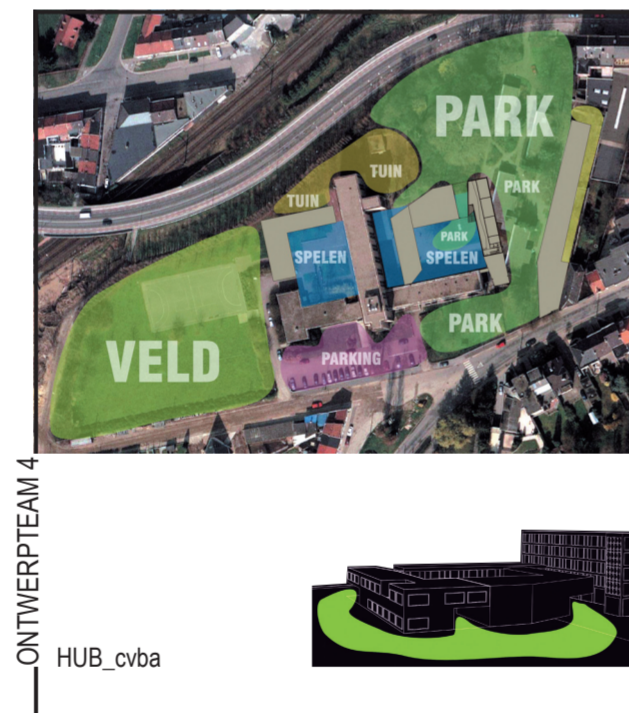 PARK
TUIN
TUIN
PARK
SPELEN
PARK
SPELEN
PARK
VELD
PARKING
ONTWERPTEAM 4
HUB_cvba